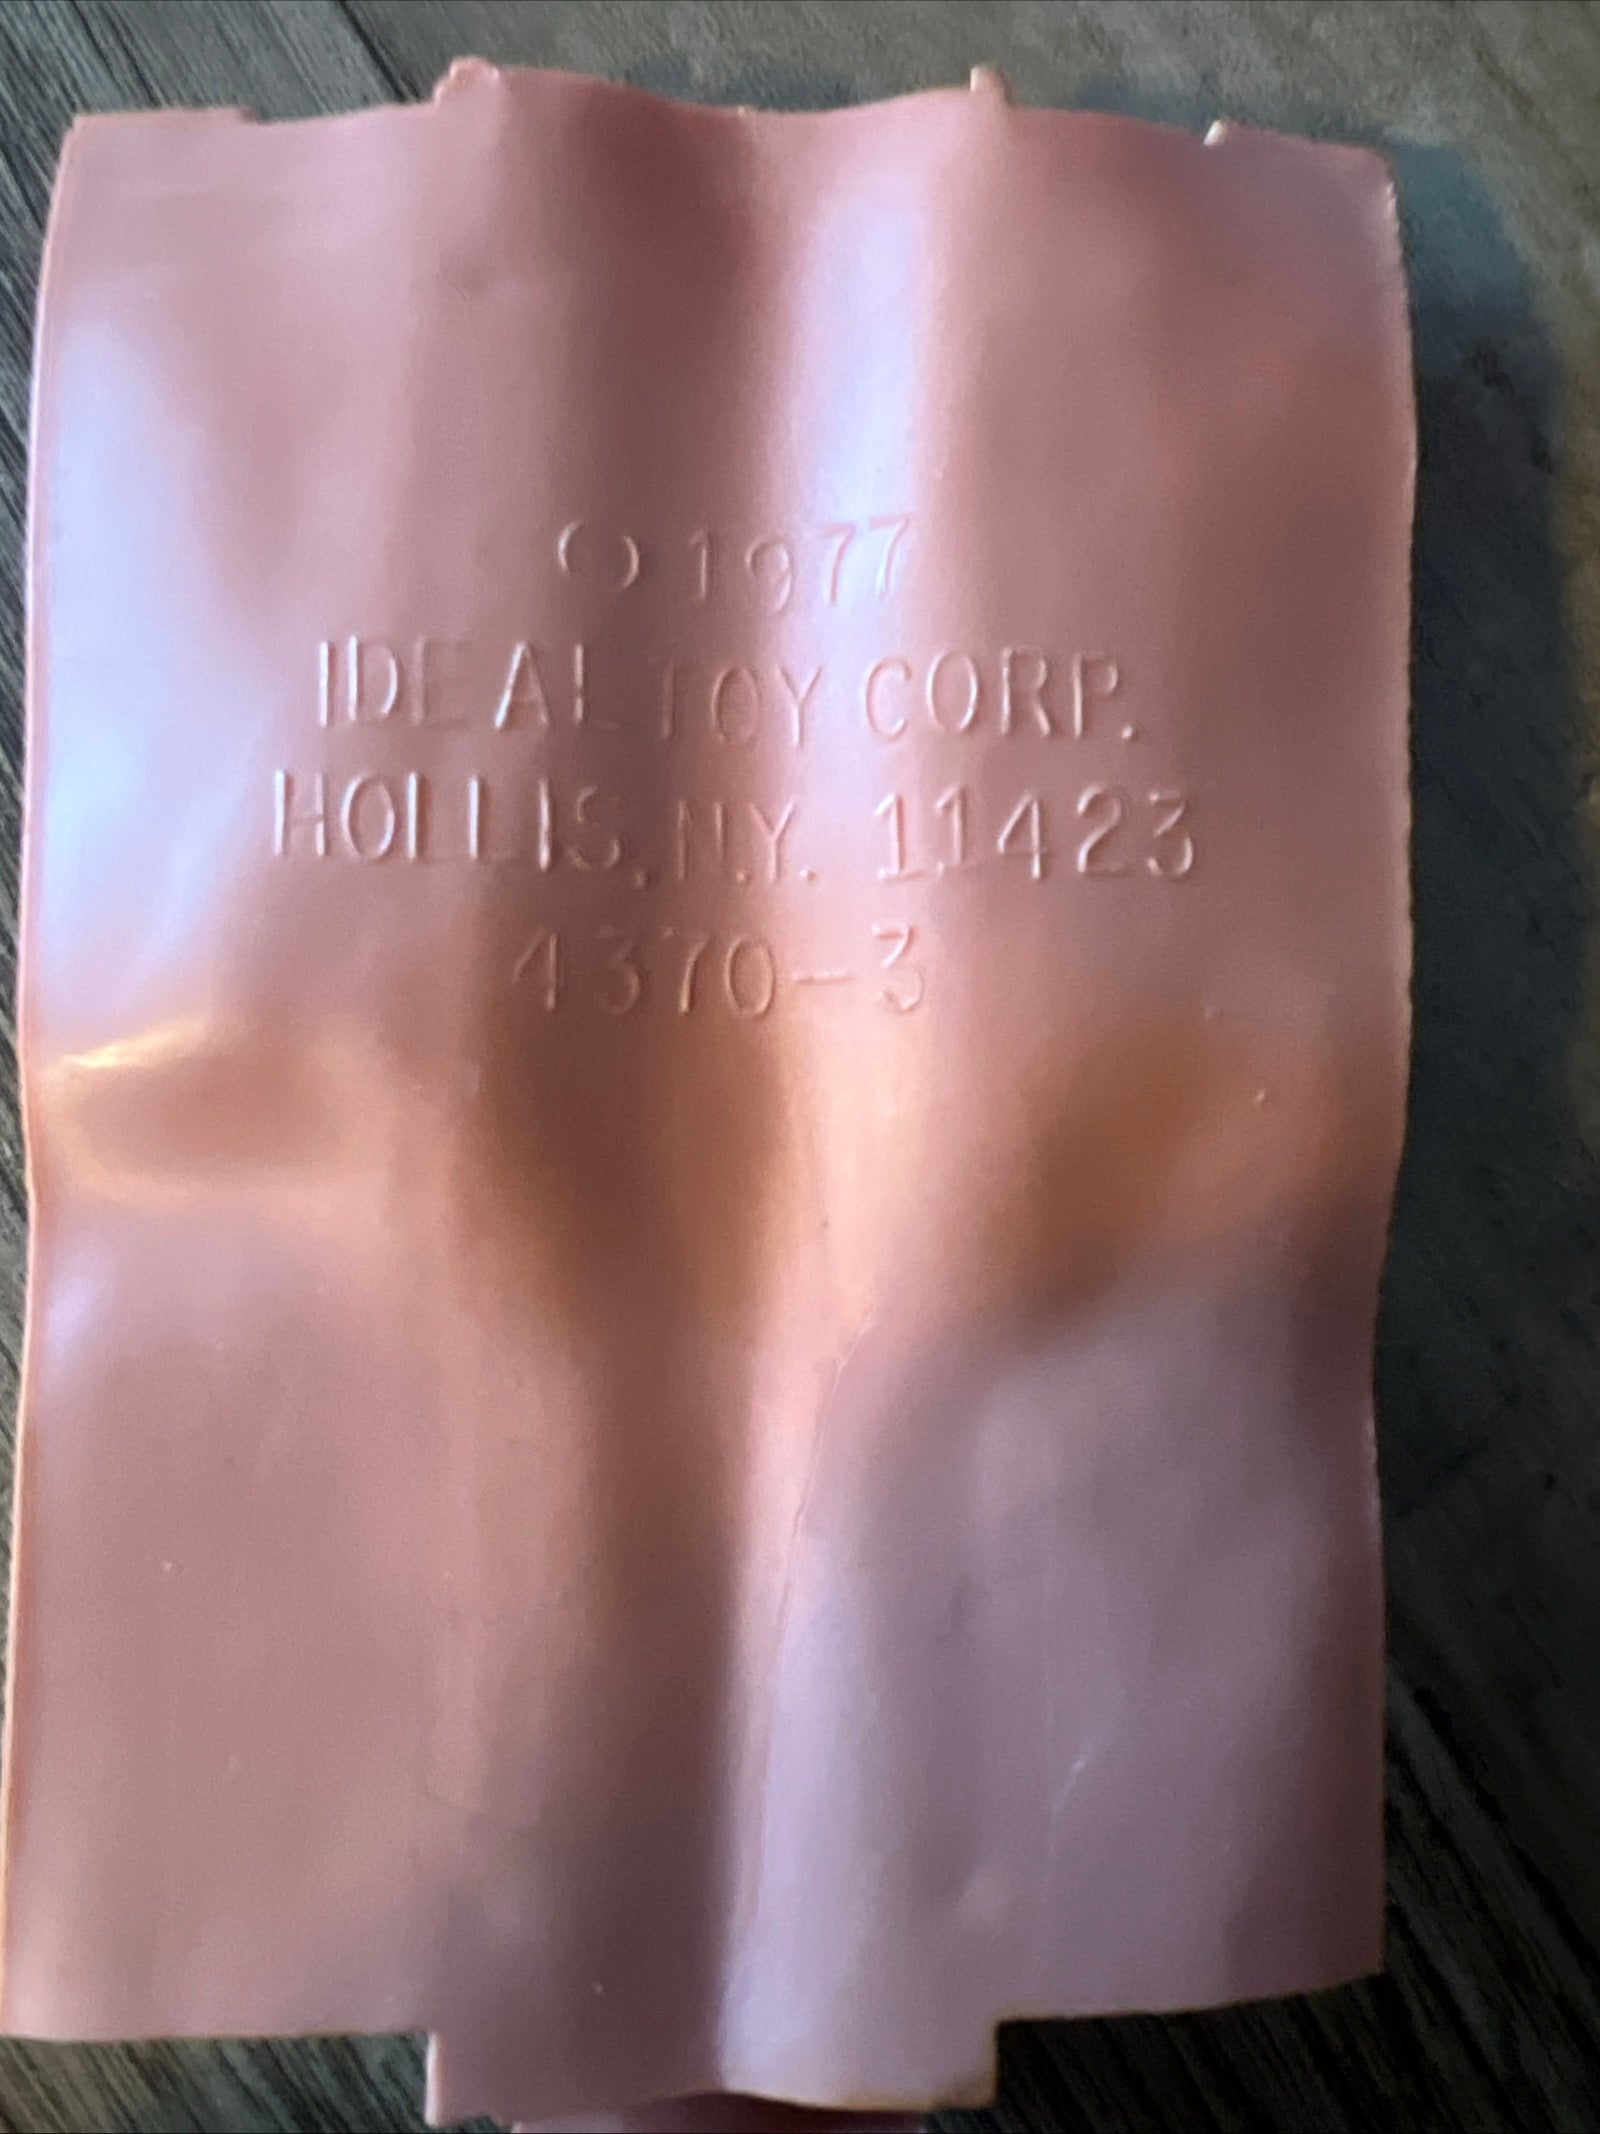 © 1977
IDEAL TOY CORP.
HOLLIS, N.Y. 11423
4370-3